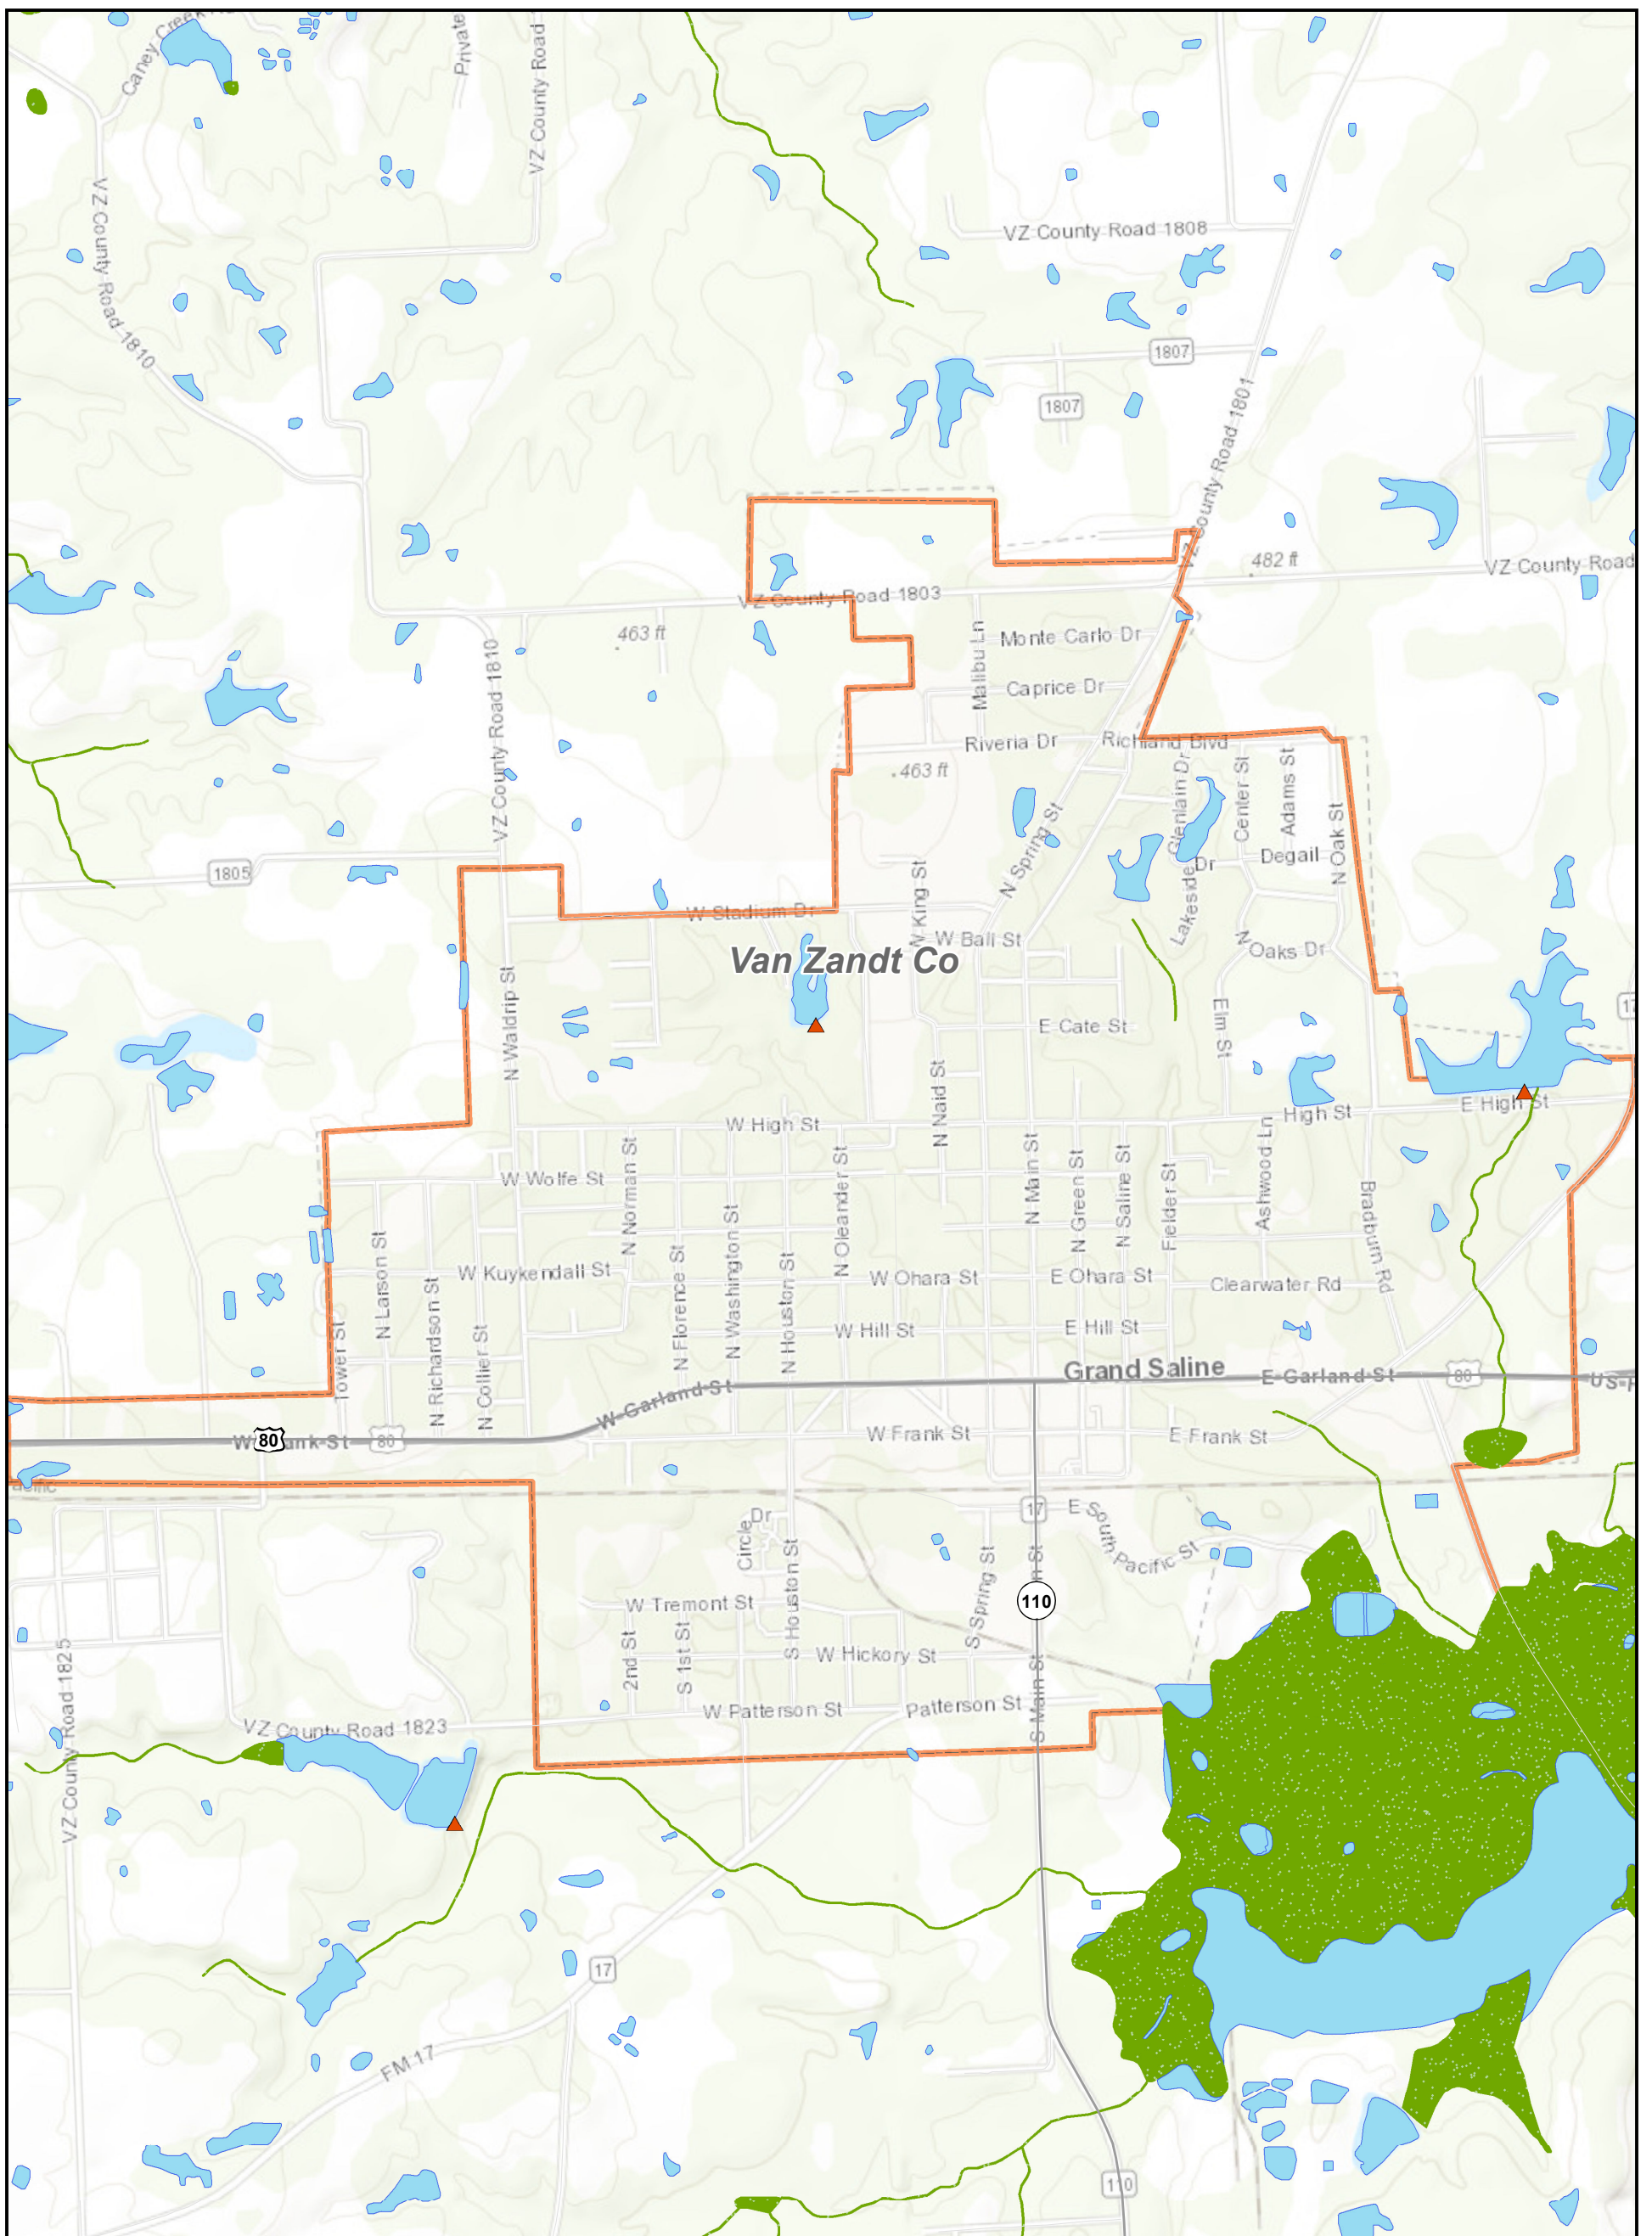 Caney Creek
Private
VZ County Road
VZ County Road 1810
VZ County Road 1808
1807
1807
VZ County Road 1801
VZ County Road
482 ft
VZ County Road 1803
463 ft
VZ County Road 1810
Malibu Ln
Monte Carlo Dr
Caprice Dr
Riveria Dr
Richland Blvd
463 ft
N Spring St
Glenlain Dr
Center St
Adams St
N Oak St
Degail
Lakeside Dr
1805
W Stadium Dr
N King St
W Ball St
N Oaks Dr
Van Zandt Co
N Waldrip St
E Cate St
Elm St
N Naid St
W High St
High St
E High St
W Wolfe St
N Norman St
N Oleander St
N Main St
N Green St
N Saline St
Fielder St
Ashwood Ln
Bradburn Rd
N Larson St
N Washington St
W Kuykendall St
N Florence St
N Houston St
W Ohara St
E Ohara St
Clearwater Rd
N Richardson St
Tower St
N Collier St
W Hill St
E Hill St
Grand Saline
E Garland St
80
W Garland St
W Frank St
80
80
W Frank St
E Frank St
17
E South Pacific St
Circle Dr
S Houston St
S Spring St
S Main St
110
W Tremont St
2nd St
S 1st St
W Hickory St
S Main St
W Patterson St
Patterson St
VZ County Road 1825
VZ County Road 1823
17
FM 17
110